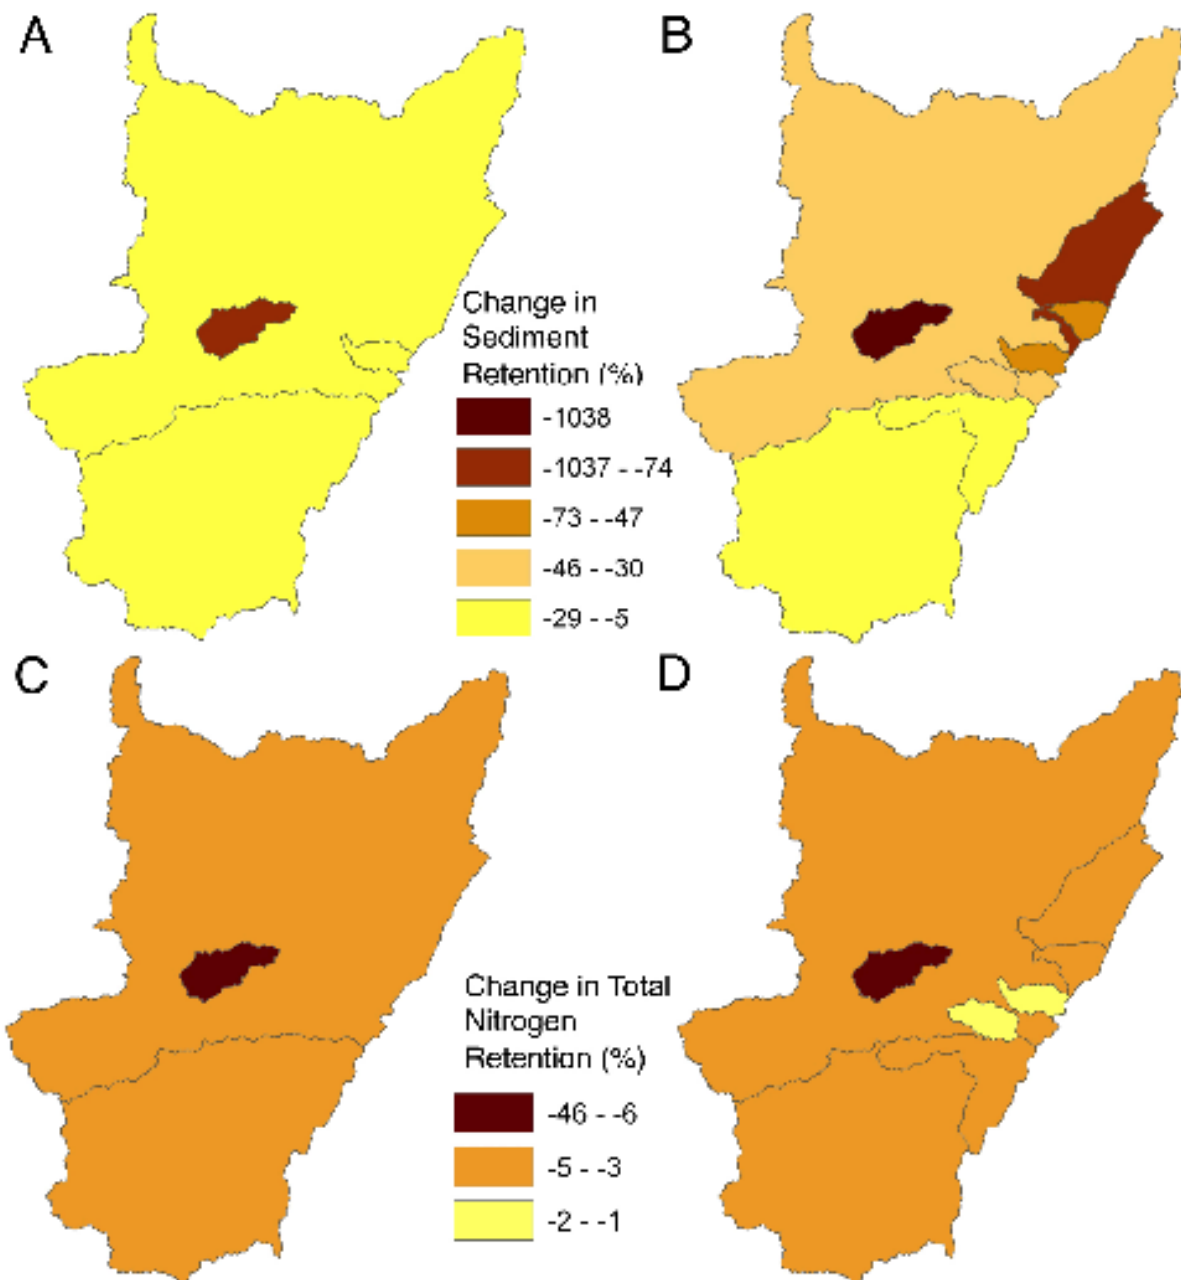 A
B
Change in
Sediment
Retention (%)
-1038
-1037 - -74
-73 - -47
-46 - -30
-29 - -5
C
D
Change in Total
Nitrogen
Retention (%)
-46 - -6
-5 - -3
-2 - -1